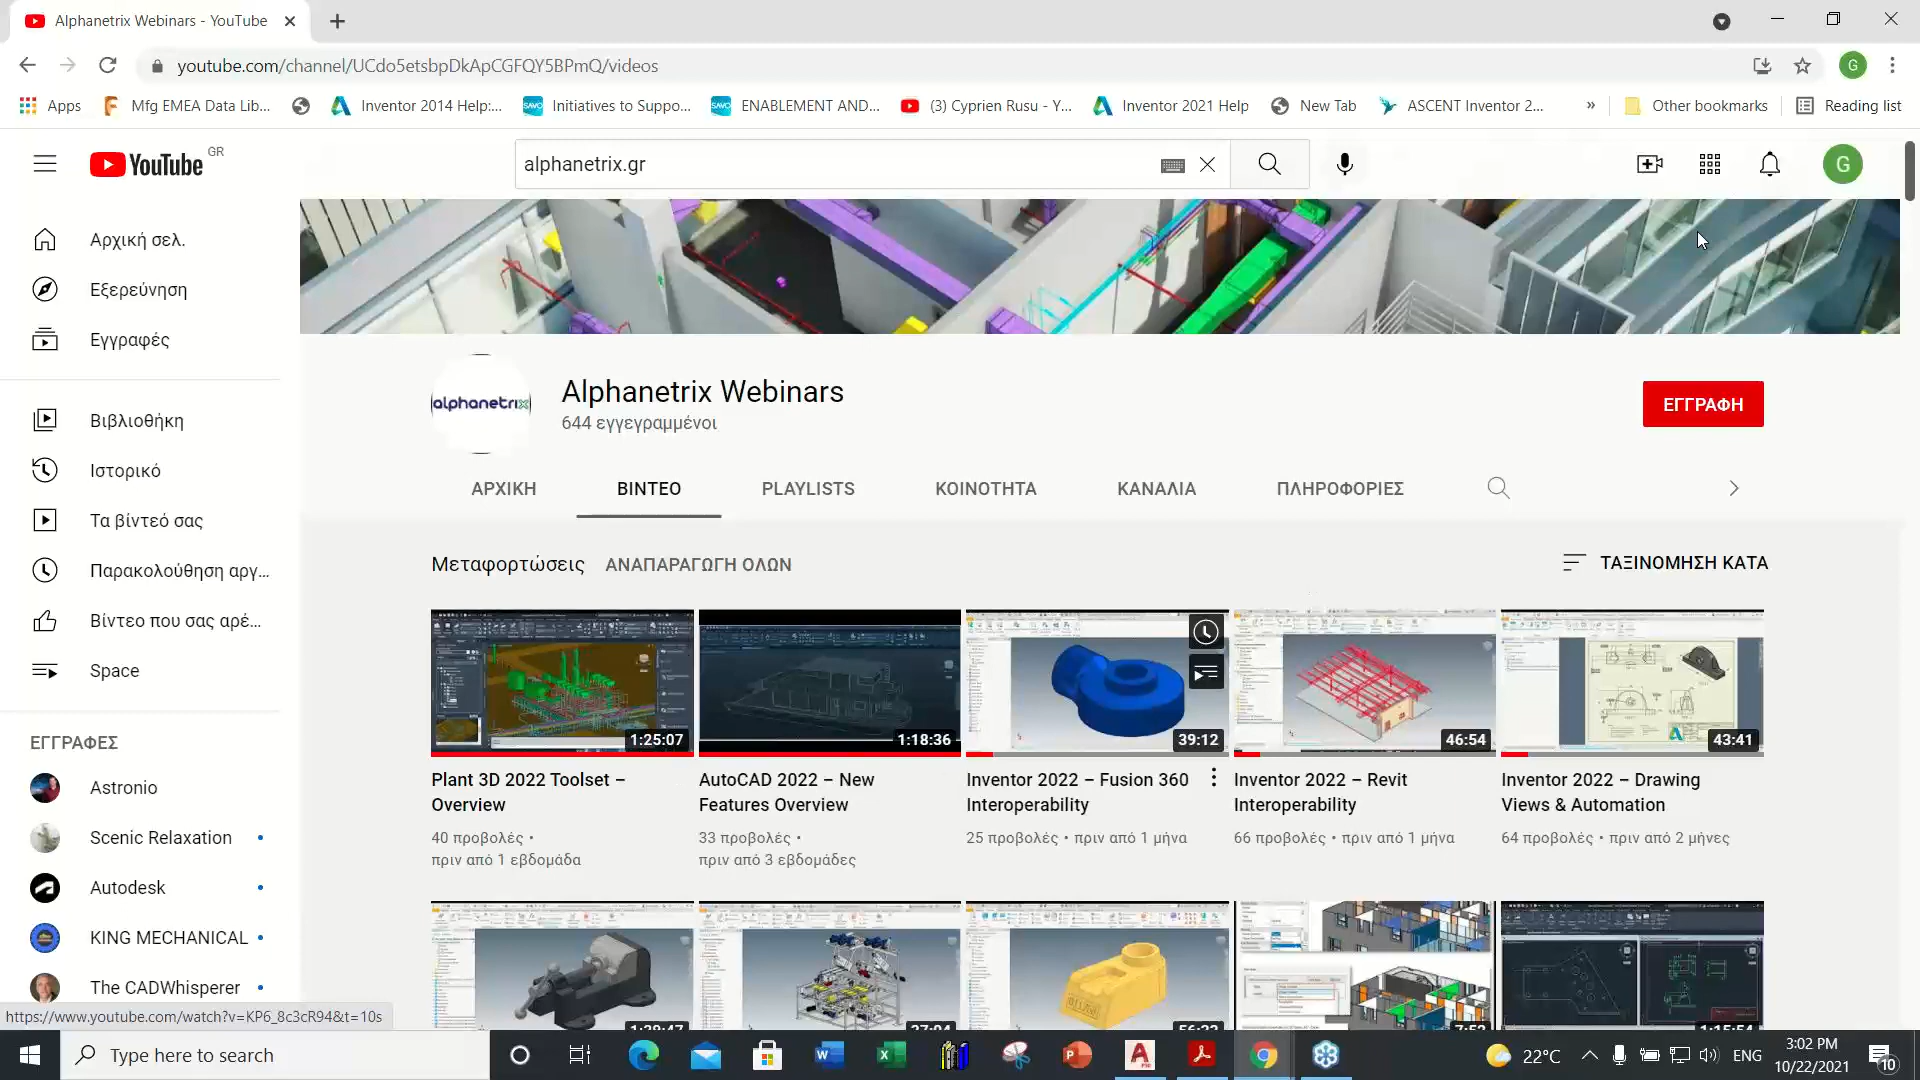 Alphanetrix Webinars - YouTube
youtube.com/channel/UCdo5etsbpDkApCGFQY5BPmQ/videos
G
Apps
Mfg EMEA Data Lib...
Inventor 2014 Help:...
Initiatives to Suppo...
ENABLEMENT AND...
(3) Cyprien Rusu - Y...
Inventor 2021 Help
New Tab
ASCENT Inventor 2...
»
Other bookmarks
Reading list
YouTube GR
alphanetrix.gr
G
Αρχική σελ.
Εξερεύνηση
Εγγραφές
Βιβλιοθήκη
Ιστορικό
Τα βίντεό σας
Παρακολούθηση αργ...
Βίντεο που σας αρέ...
Space
ΕΓΓΡΑΦΕΣ
Astronio
Scenic Relaxation
Autodesk
KING MECHANICAL
The CADWhisperer
alphanetrix
Alphanetrix Webinars
644 εγγεγραμμένοι
ΕΓΓΡΑΦΗ
ΑΡΧΙΚΗ
ΒΙΝΤΕΟ
PLAYLISTS
ΚΟΙΝΟΤΗΤΑ
ΚΑΝΑΛΙΑ
ΠΛΗΡΟΦΟΡΙΕΣ
Μεταφορτώσεις
ΑΝΑΠΑΡΑΓΩΓΗ ΟΛΩΝ
ΤΑΞΙΝΟΜΗΣΗ ΚΑΤΑ
1:25:07
1:18:36
39:12
46:54
43:41
Plant 3D 2022 Toolset –
Overview
40 προβολές •
πριν από 1 εβδομάδα
AutoCAD 2022 – New
Features Overview
33 προβολές •
πριν από 3 εβδομάδες
Inventor 2022 – Fusion 360
Interoperability
25 προβολές • πριν από 1 μήνα
Inventor 2022 – Revit
Interoperability
66 προβολές • πριν από 1 μήνα
Inventor 2022 – Drawing
Views & Automation
64 προβολές • πριν από 2 μήνες
https://www.youtube.com/watch?v=KP6_8c3cR94&t=10s
Type here to search
22°C
ENG
3:02 PM
10/22/2021
10